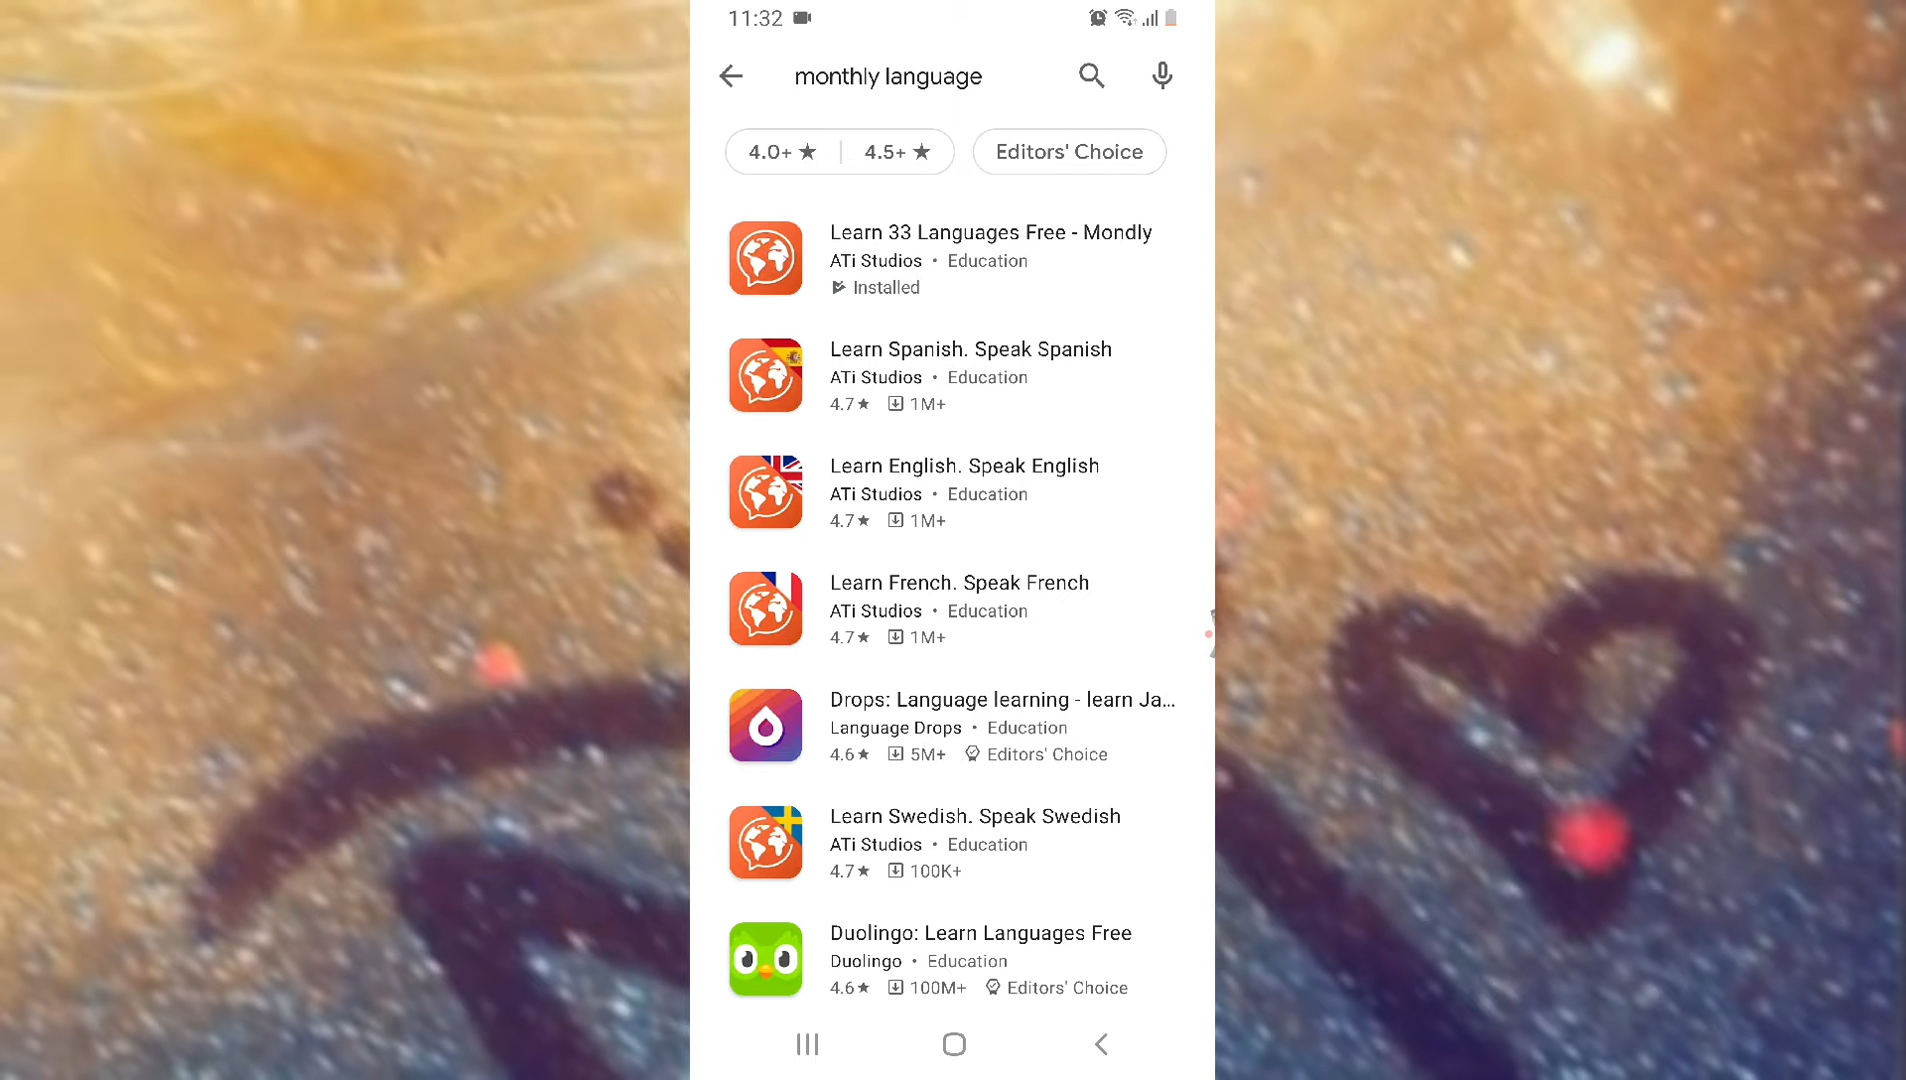 11:32
monthly language
4.0+ ★ 4.5+ ★ Editors' Choice
Learn 33 Languages Free - Mondly
ATi Studios • Education
Installed
Learn Spanish. Speak Spanish
ATi Studios • Education
4.7★ 1M+
Learn English. Speak English
ATi Studios • Education
4.7★ 1M+
Learn French. Speak French
ATi Studios • Education
4.7★ 1M+
Drops: Language learning - learn Ja...
Language Drops • Education
4.6★ 5M+ Editors' Choice
Learn Swedish. Speak Swedish
ATi Studios • Education
4.7★ 100K+
Duolingo: Learn Languages Free
Duolingo • Education
4.6★ 100M+ Editors' Choice